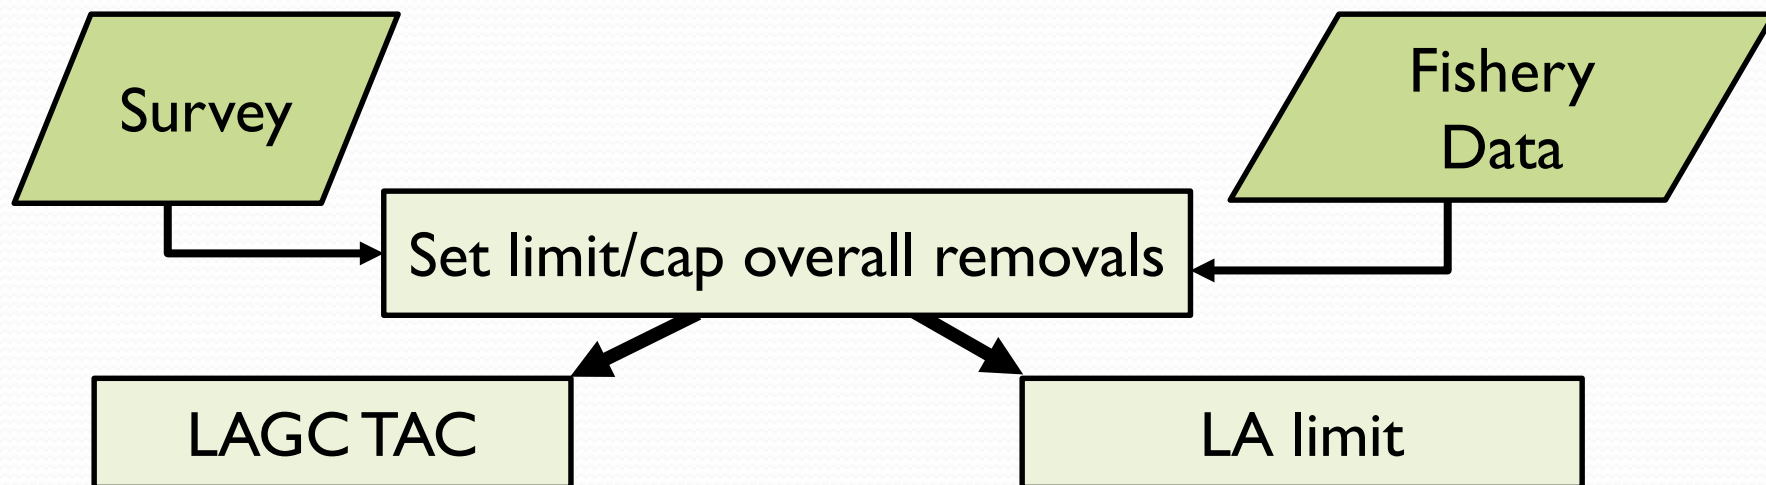 Survey
Fishery
Data
Set limit/cap overall removals
LAGC TAC
LA limit